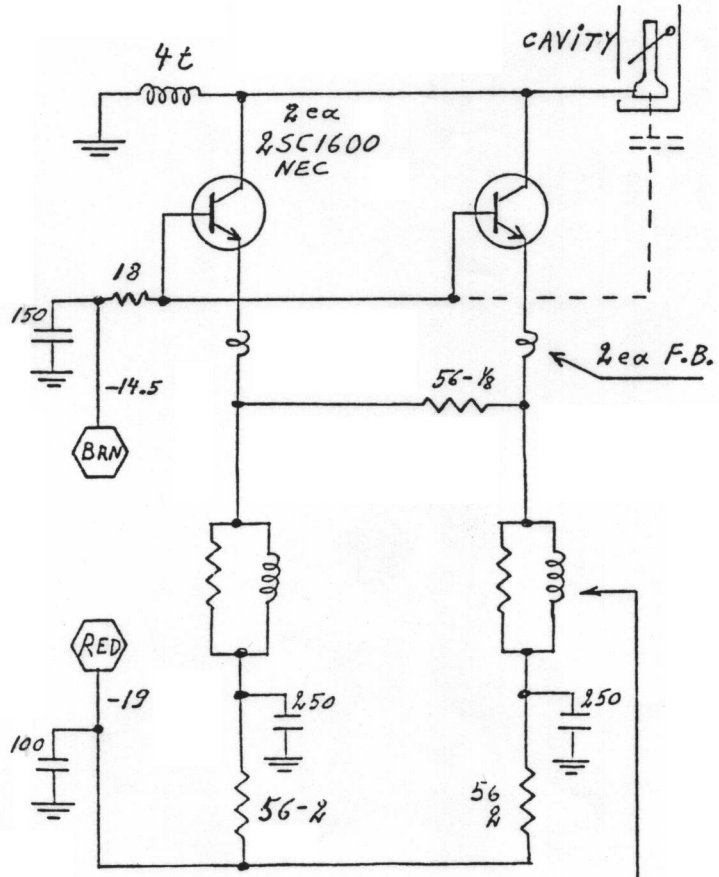 CAVITY
4t
2ea
2SC1600
NEC
18
150
-14.5
BRN
56-⅛
2ea F.B.
RED
-19
100
250
250
56-2
56
2